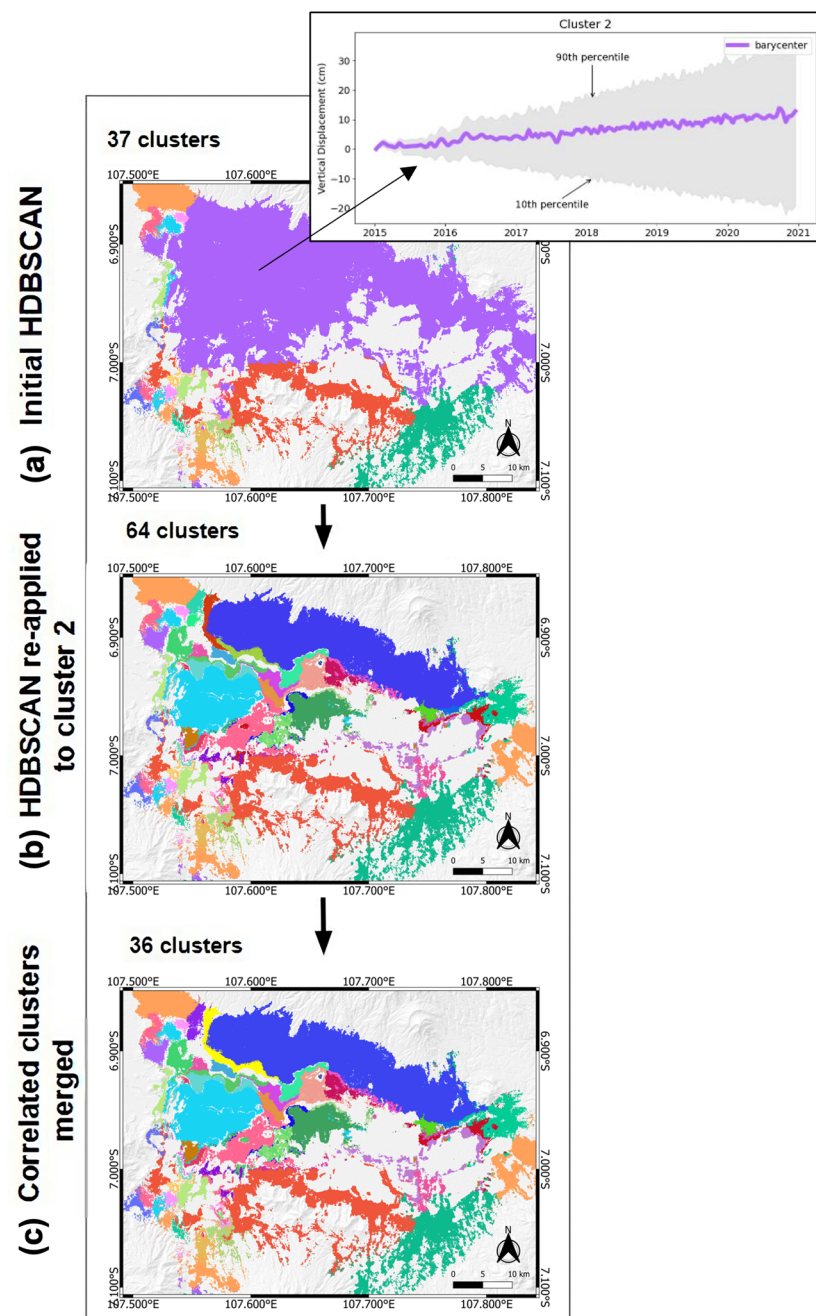 Cluster 2
barycenter
90th percentile
10th percentile
Vertical Displacement (cm)
30
20
10
0
−10
−20
2015
2016
2017
2018
2019
2020
2021
(a) Initial HDBSCAN
37 clusters
107.500°E
6.900°S
7.000°S
7.000°S
7.100°S
107.500°E
107.600°E
107.700°E
107.800°E
N
0 5 10 km
(b) HDBSCAN re-applied
to cluster 2
64 clusters
107.500°E
107.600°E
107.700°E
107.800°E
6.900°S
6.900°S
7.000°S
7.000°S
7.100°S
107.500°E
107.600°E
107.700°E
107.800°E
N
0 5 10 km
(c) Correlated clusters
merged
36 clusters
107.500°E
107.600°E
107.700°E
107.800°E
6.900°S
6.900°S
7.000°S
7.000°S
7.100°S
107.500°E
107.600°E
107.700°E
107.800°E
N
0 5 10 km